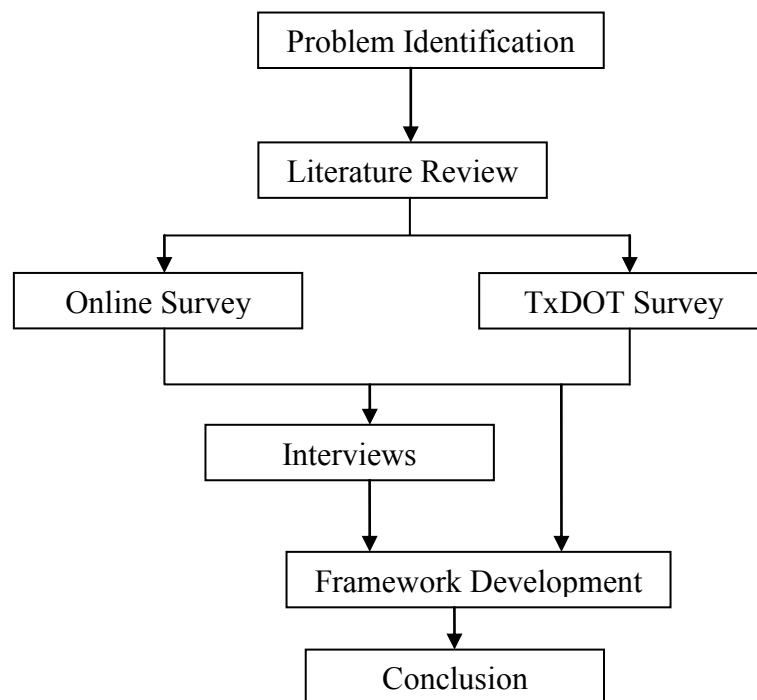 Problem Identification
Literature Review
Online Survey
TxDOT Survey
Interviews
Framework Development
Conclusion